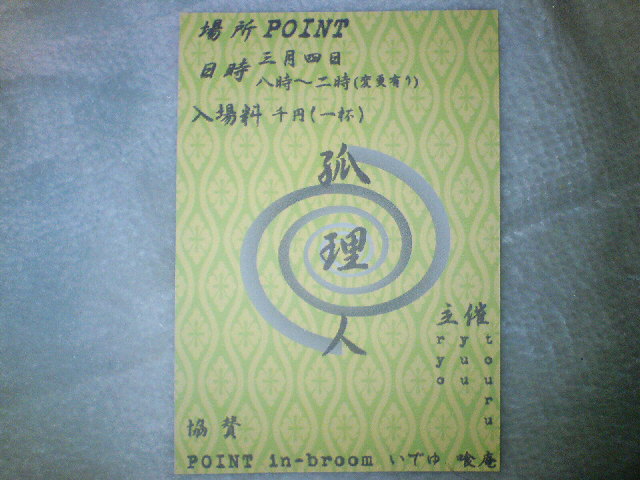 場所 POINT
日時 三月四日
八時～二時(変更有り)
入場料 千円(一杯)
孤
理
人
主催
touru
yuu
ryo
協賛
POINT in-broom いでゆ 喰庵